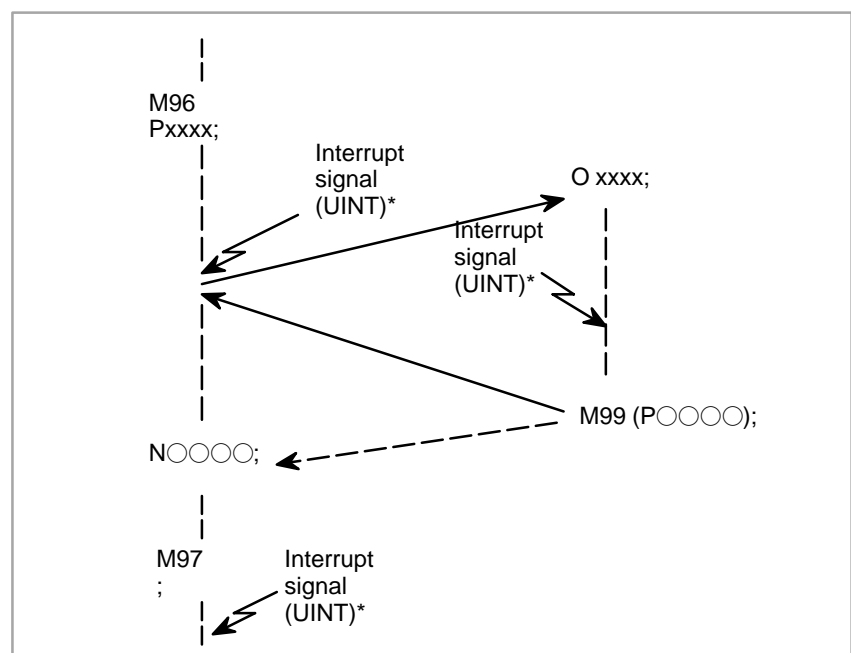 M96
Pxxxx;
Interrupt
signal
(UINT)*
O xxxx;
Interrupt
signal
(UINT)*
M99 (P○○○○);
N○○○○;
M97
;
Interrupt
signal
(UINT)*